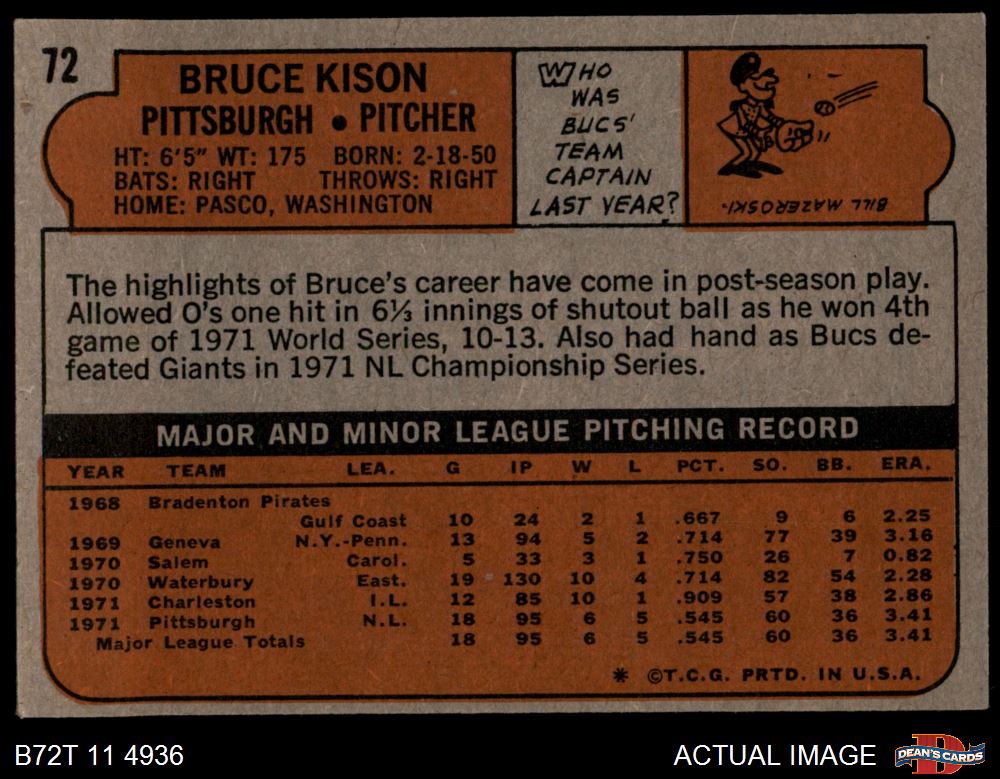 72
BRUCE KISON
PITTSBURGH • PITCHER
HT: 6'5" WT: 175 BORN: 2-18-50
BATS: RIGHT THROWS: RIGHT
HOME: PASCO, WASHINGTON
WHO
WAS
BUCS'
TEAM
CAPTAIN
LAST YEAR?
BILL MAZEROSKI.
The highlights of Bruce's career have come in post-season play.
Allowed O's one hit in 6⅓ innings of shutout ball as he won 4th
game of 1971 World Series, 10-13. Also had hand as Bucs de-
feated Giants in 1971 NL Championship Series.
MAJOR AND MINOR LEAGUE PITCHING RECORD
YEAR TEAM LEA. G IP W L PCT. SO. BB. ERA.
1968 Bradenton Pirates
Gulf Coast 10 24 2 1 .667 9 6 2.25
1969 Geneva N.Y.-Penn. 13 94 5 2 .714 77 39 3.16
1970 Salem Carol. 5 33 3 1 .750 26 7 0.82
1970 Waterbury East. 19 130 10 4 .714 82 54 2.28
1971 Charleston I.L. 12 85 10 1 .909 57 38 2.86
1971 Pittsburgh N.L. 18 95 6 5 .545 60 36 3.41
Major League Totals 18 95 6 5 .545 60 36 3.41
* ©T.C.G. PRTD. IN U.S.A.
B72T 11 4936
ACTUAL IMAGE
D
DEAN'S CARDS